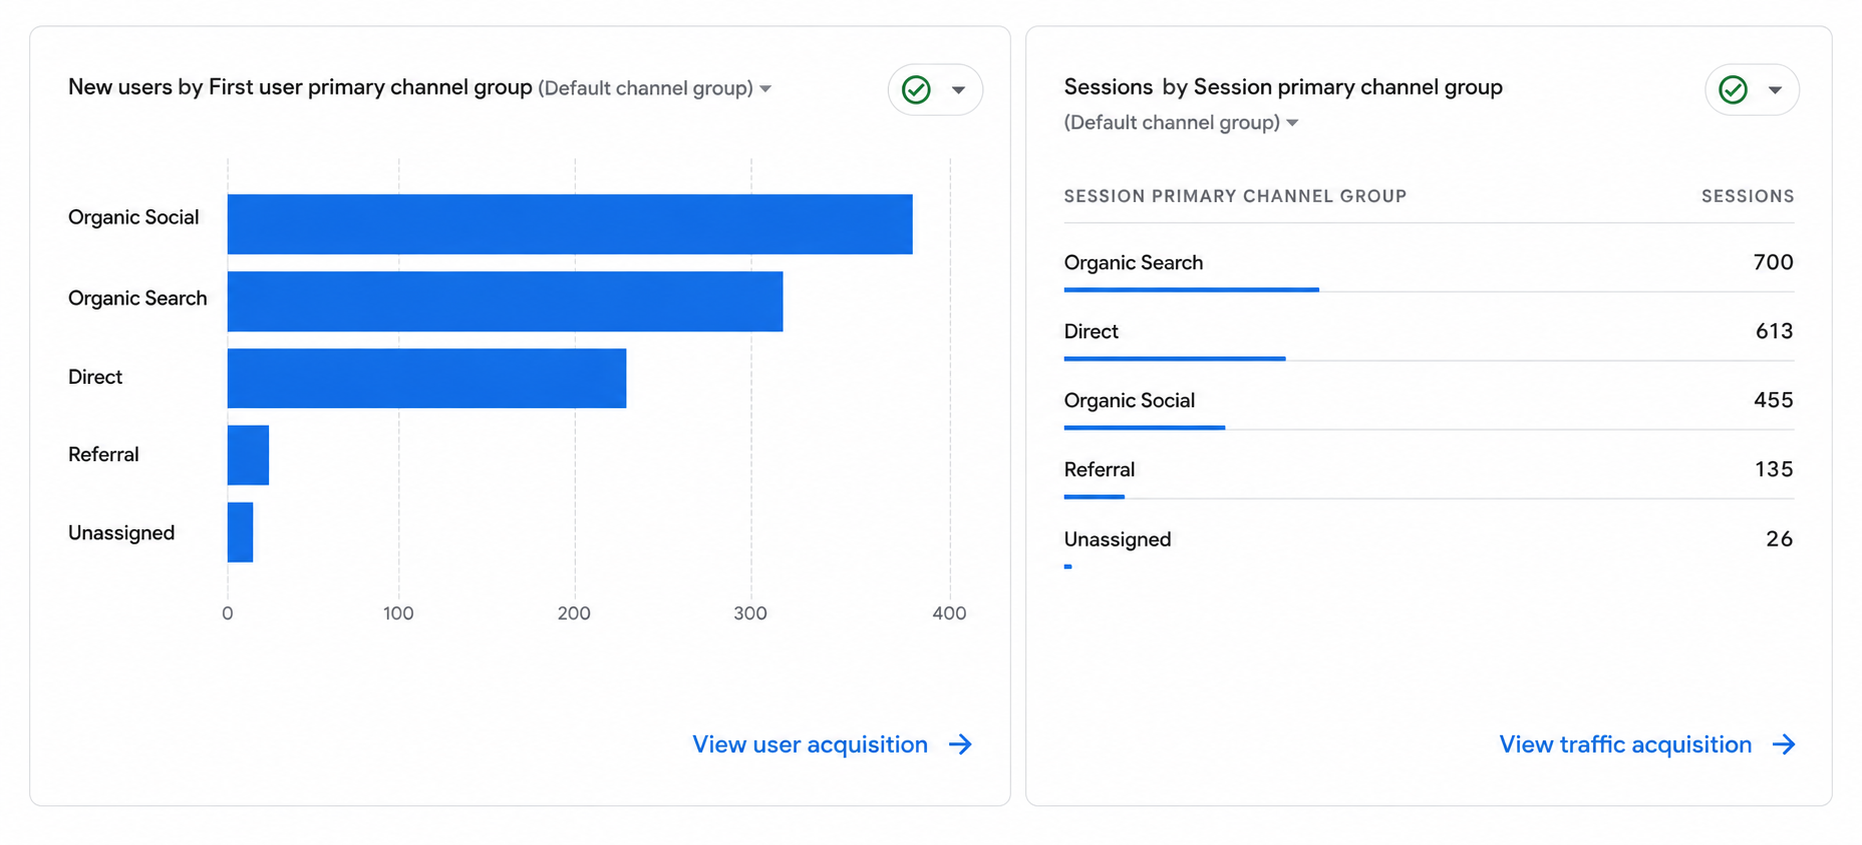 New users by First user primary channel group (Default channel group)
Organic Social
Organic Search
Direct
Referral
Unassigned
0 100 200 300 400
View user acquisition
Sessions by Session primary channel group
(Default channel group)
SESSION PRIMARY CHANNEL GROUP SESSIONS
Organic Search 700
Direct 613
Organic Social 455
Referral 135
Unassigned 26
View traffic acquisition